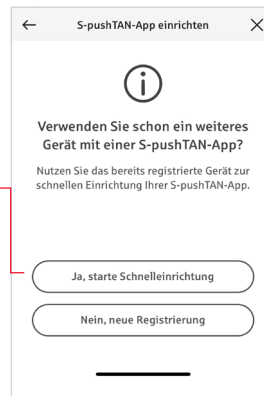 S-pushTAN-App einrichten
Verwenden Sie schon ein weiteres
Gerät mit einer S-pushTAN-App?
Nutzen Sie das bereits registrierte Gerät zur
schnellen Einrichtung Ihrer S-pushTAN-App.
Ja, starte Schnelleinrichtung
Nein, neue Registrierung